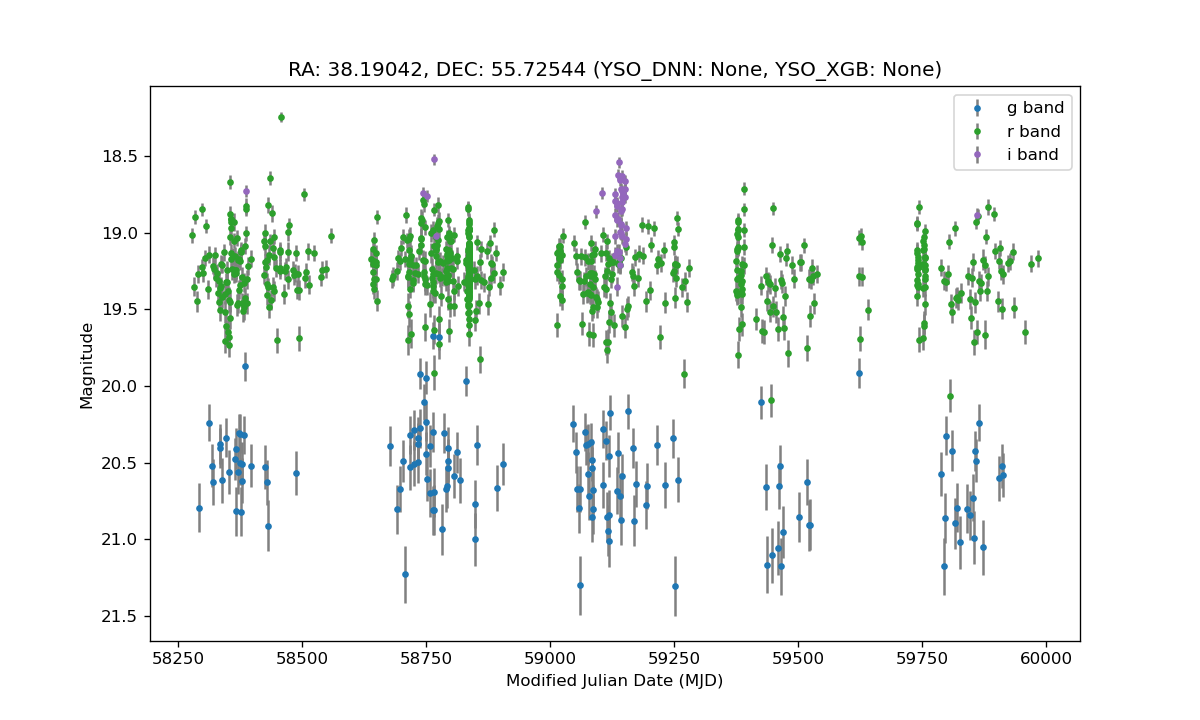 RA: 38.19042, DEC: 55.72544 (YSO_DNN: None, YSO_XGB: None)
g band
r band
i band
18.5
19.0
19.5
20.0
20.5
21.0
21.5
Magnitude
58250
58500
58750
59000
59250
59500
59750
60000
Modified Julian Date (MJD)